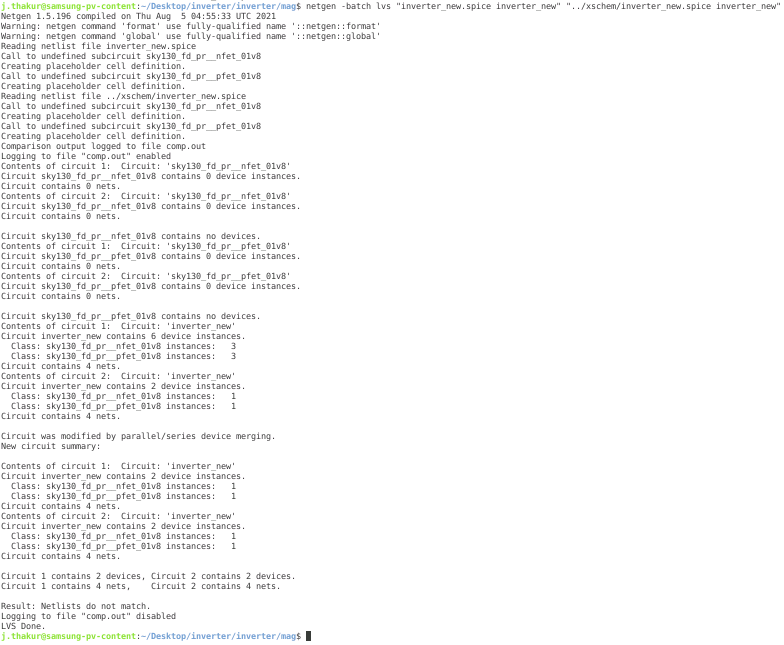 j.thakur@samsung-pv-content:~/Desktop/inverter/inverter/mag$ netgen -batch lvs "inverter_new.spice inverter_new" "../xschem/inverter_new.spice inverter_new"
Netgen 1.5.196 compiled on Thu Aug  5 04:55:33 UTC 2021
Warning: netgen command 'format' use fully-qualified name '::netgen::format'
Warning: netgen command 'global' use fully-qualified name '::netgen::global'
Reading netlist file inverter_new.spice
Call to undefined subcircuit sky130_fd_pr__nfet_01v8
Creating placeholder cell definition.
Call to undefined subcircuit sky130_fd_pr__pfet_01v8
Creating placeholder cell definition.
Reading netlist file ../xschem/inverter_new.spice
Call to undefined subcircuit sky130_fd_pr__nfet_01v8
Creating placeholder cell definition.
Call to undefined subcircuit sky130_fd_pr__pfet_01v8
Creating placeholder cell definition.
Comparison output logged to file comp.out
Logging to file "comp.out" enabled
Contents of circuit 1:  Circuit: 'sky130_fd_pr__nfet_01v8'
Circuit sky130_fd_pr__nfet_01v8 contains 0 device instances.
Circuit contains 0 nets.
Contents of circuit 2:  Circuit: 'sky130_fd_pr__nfet_01v8'
Circuit sky130_fd_pr__nfet_01v8 contains 0 device instances.
Circuit contains 0 nets.

Circuit sky130_fd_pr__nfet_01v8 contains no devices.
Contents of circuit 1:  Circuit: 'sky130_fd_pr__pfet_01v8'
Circuit sky130_fd_pr__pfet_01v8 contains 0 device instances.
Circuit contains 0 nets.
Contents of circuit 2:  Circuit: 'sky130_fd_pr__pfet_01v8'
Circuit sky130_fd_pr__pfet_01v8 contains 0 device instances.
Circuit contains 0 nets.

Circuit sky130_fd_pr__pfet_01v8 contains no devices.
Contents of circuit 1:  Circuit: 'inverter_new'
Circuit inverter_new contains 6 device instances.
  Class: sky130_fd_pr__nfet_01v8 instances:   3
  Class: sky130_fd_pr__pfet_01v8 instances:   3
Circuit contains 4 nets.
Contents of circuit 2:  Circuit: 'inverter_new'
Circuit inverter_new contains 2 device instances.
  Class: sky130_fd_pr__nfet_01v8 instances:   1
  Class: sky130_fd_pr__pfet_01v8 instances:   1
Circuit contains 4 nets.

Circuit was modified by parallel/series device merging.
New circuit summary:

Contents of circuit 1:  Circuit: 'inverter_new'
Circuit inverter_new contains 2 device instances.
  Class: sky130_fd_pr__nfet_01v8 instances:   1
  Class: sky130_fd_pr__pfet_01v8 instances:   1
Circuit contains 4 nets.
Contents of circuit 2:  Circuit: 'inverter_new'
Circuit inverter_new contains 2 device instances.
  Class: sky130_fd_pr__nfet_01v8 instances:   1
  Class: sky130_fd_pr__pfet_01v8 instances:   1
Circuit contains 4 nets.

Circuit 1 contains 2 devices, Circuit 2 contains 2 devices.
Circuit 1 contains 4 nets,    Circuit 2 contains 4 nets.

Result: Netlists do not match.
Logging to file "comp.out" disabled
LVS Done.
j.thakur@samsung-pv-content:~/Desktop/inverter/inverter/mag$